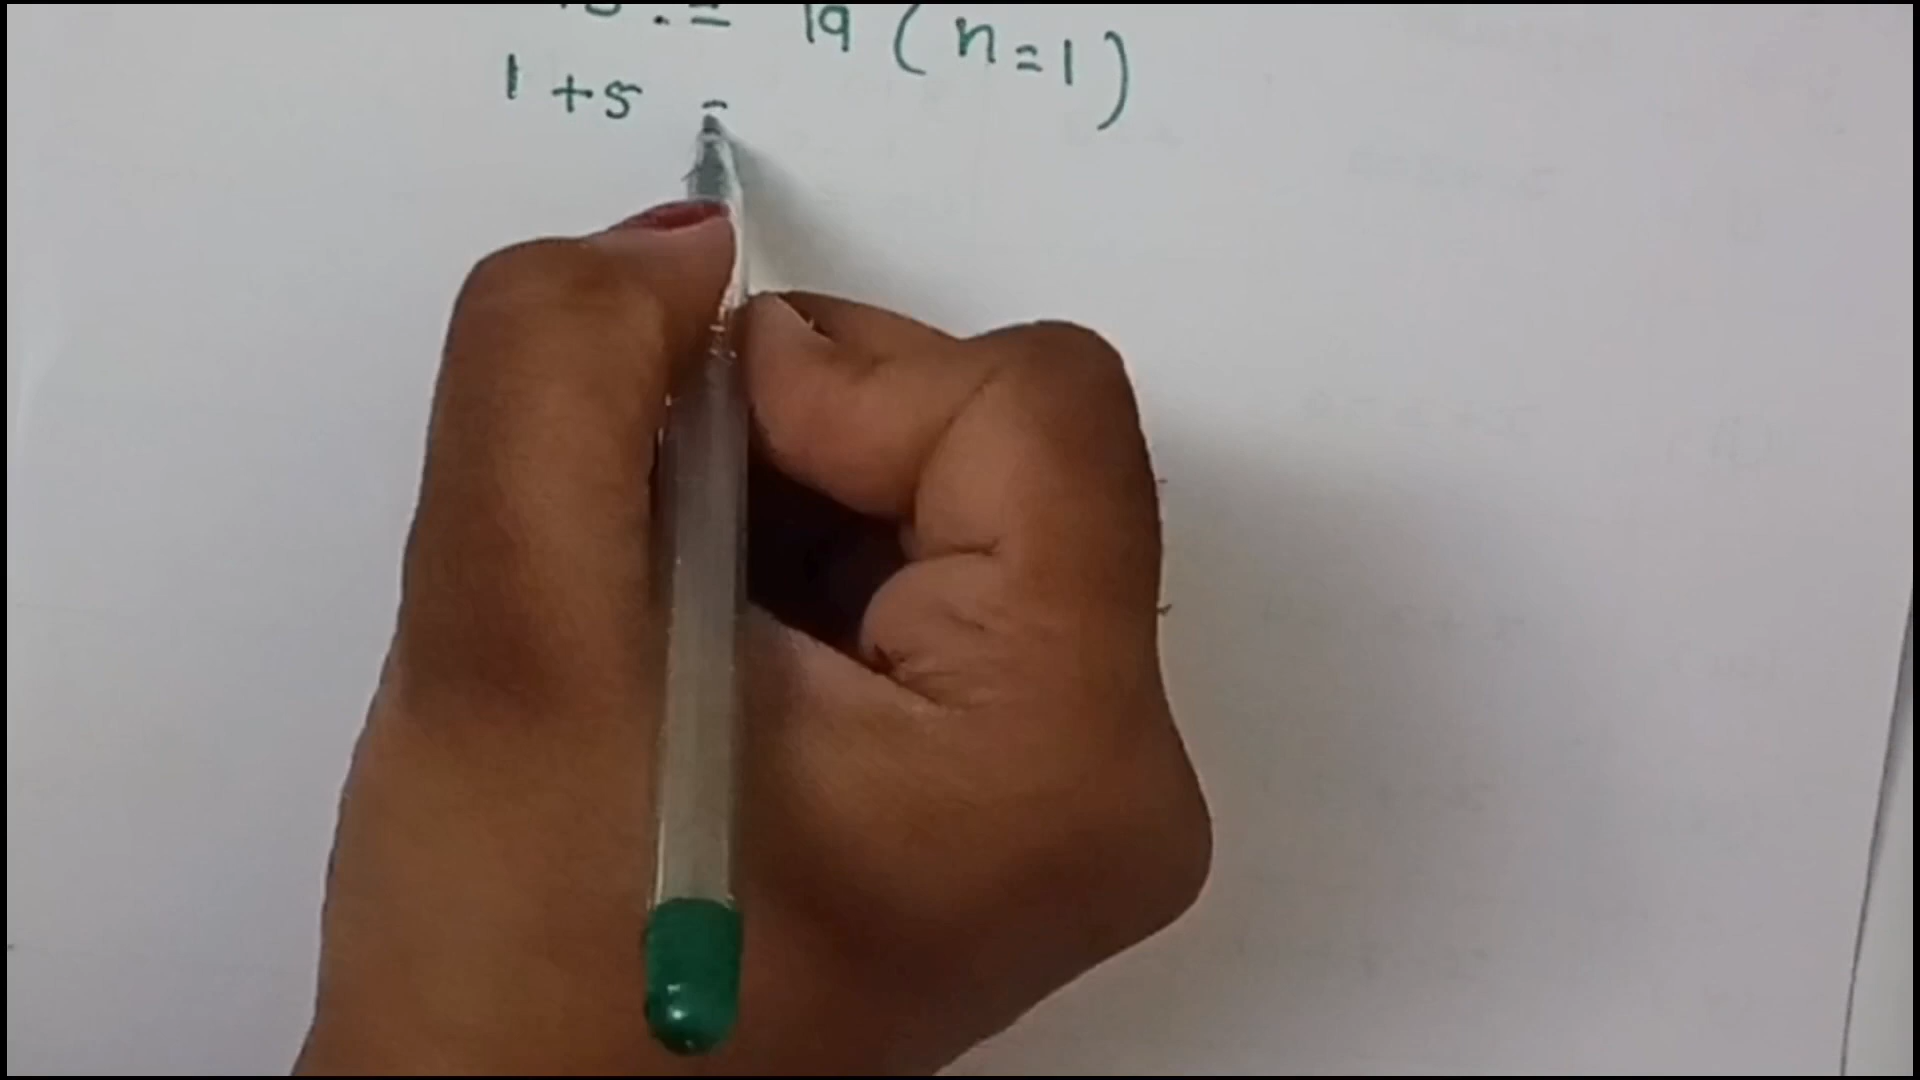 = 19 (n=1)
1 +5 =